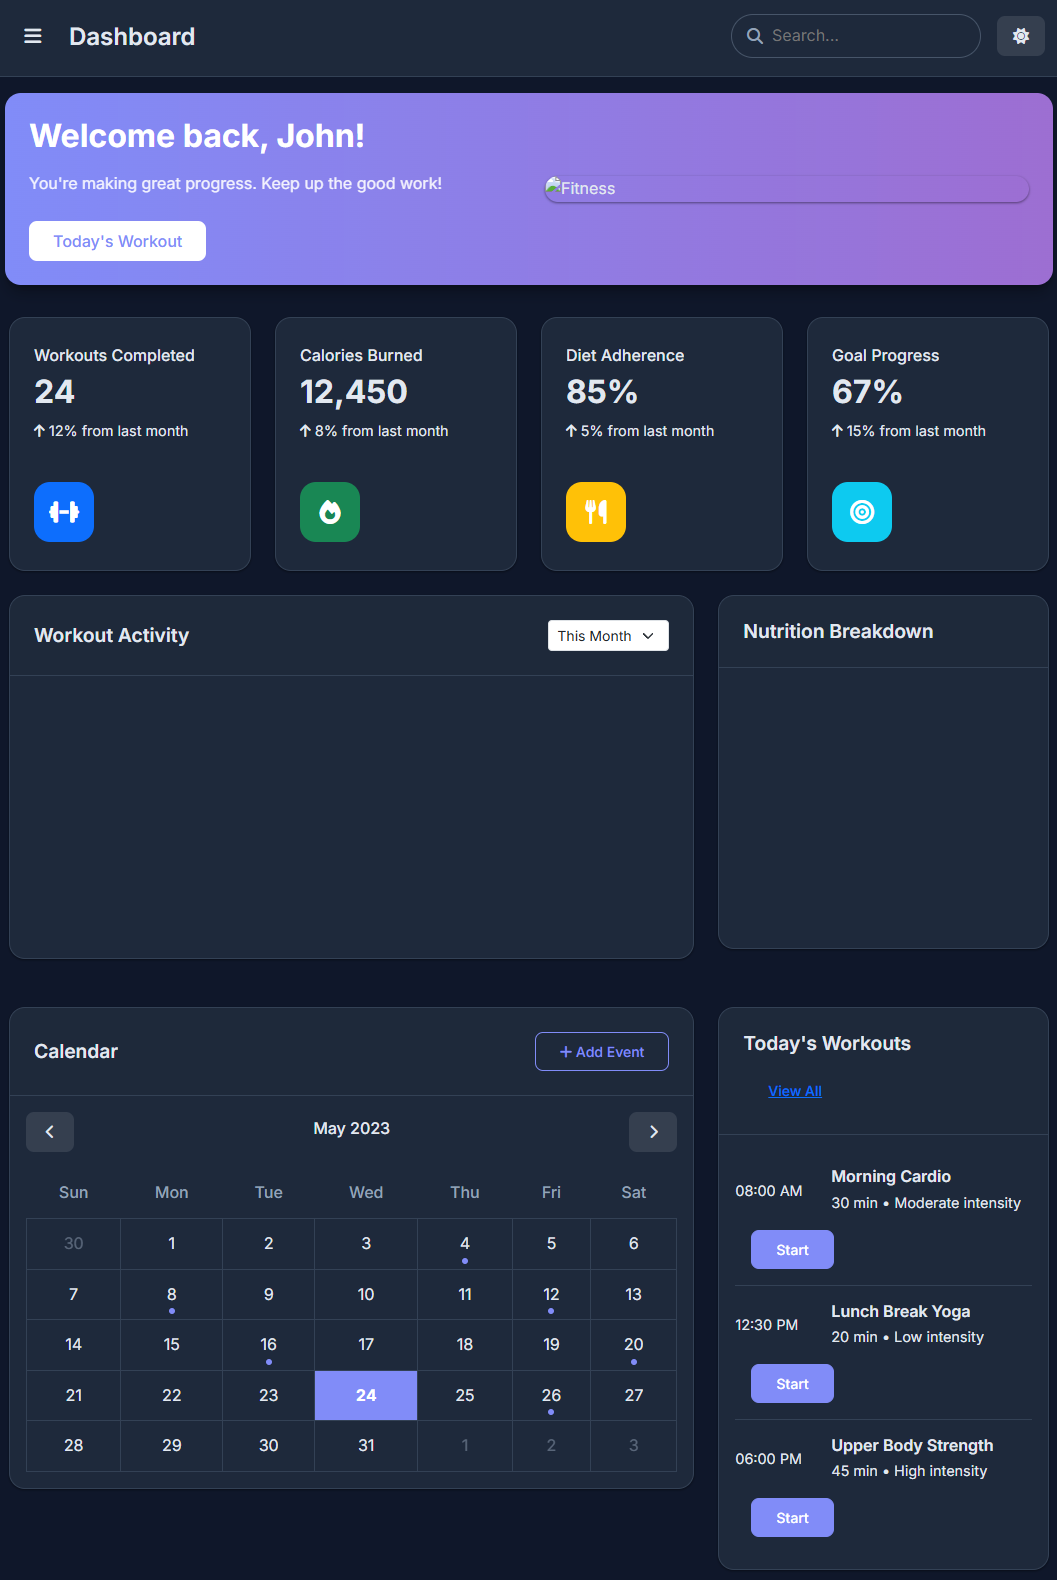 Dashboard
Search...
Welcome back, John!
You're making great progress. Keep up the good work!
Fitness
Today's Workout
Workouts Completed
24
12% from last month
Calories Burned
12,450
8% from last month
Diet Adherence
85%
5% from last month
Goal Progress
67%
15% from last month
Workout Activity
This Month
Nutrition Breakdown
Calendar
+ Add Event
May 2023
Sun Mon Tue Wed Thu Fri Sat
30 1 2 3 4 5 6
7 8 9 10 11 12 13
14 15 16 17 18 19 20
21 22 23 24 25 26 27
28 29 30 31 1 2 3
Today's Workouts
View All
08:00 AM
Morning Cardio
30 min • Moderate intensity
Start
12:30 PM
Lunch Break Yoga
20 min • Low intensity
Start
06:00 PM
Upper Body Strength
45 min • High intensity
Start